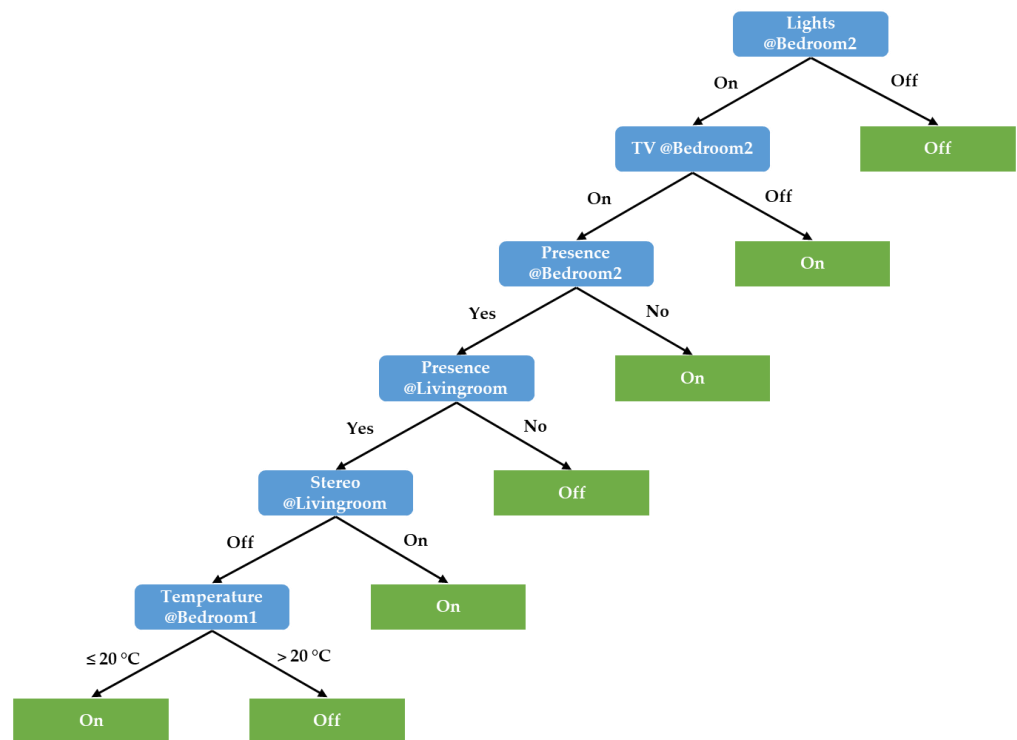 Lights
@Bedroom2
On
Off
TV @Bedroom2
Off
On
Off
Presence
@Bedroom2
On
Yes
No
Presence
@Livingroom
On
Yes
No
Stereo
@Livingroom
Off
Off
On
Temperature
@Bedroom1
On
≤ 20 °C
> 20 °C
On
Off